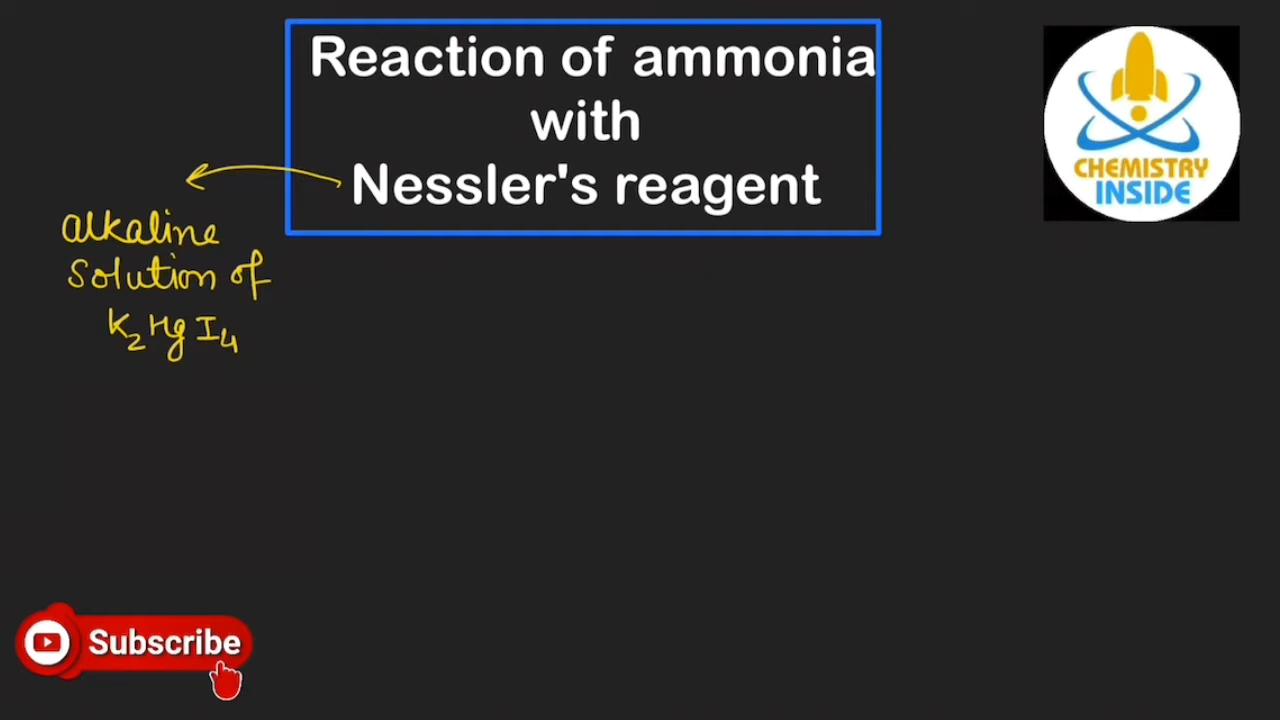 Reaction of ammonia
with
Nessler's reagent
CHEMISTRY
INSIDE
alkaline
Solution of
K₂HgI₄
Subscribe